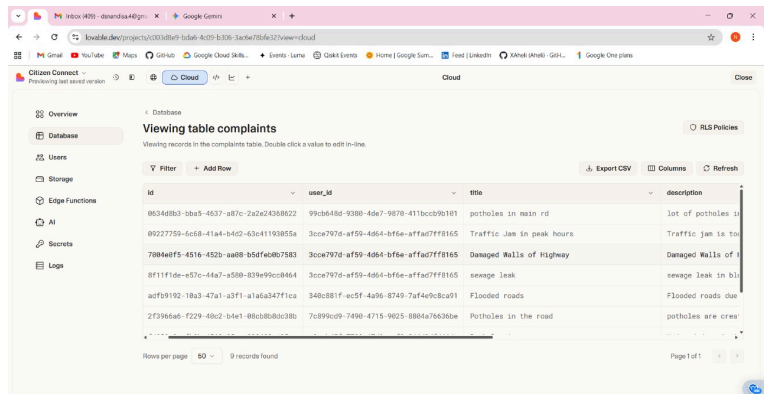 Inbox (409) - dsnandisa.4@gm
Google Gemini
lovable.dev/projects/c003d8e9-bda6-4c09-b306-3ac6e78bfe32?view=cloud
Gmail YouTube Maps GitHub Google Cloud Skills... Events · Luma Qiskit Events Home | Google Sum... Feed | LinkedIn XAheli (Aheli) · GitH... Google One plans
Citizen Connect
Previewing last saved version
Cloud
Cloud
Close
Overview
Database
Users
Storage
Edge Functions
AI
Secrets
Logs
Database
Viewing table complaints
Viewing records in the complaints table. Double click a value to edit in-line.
RLS Policies
Filter + Add Row Export CSV Columns Refresh
id user_id title description
0634d8b3-bba5-4637-a87c-2a2e24368622 99cb648d-9380-4de7-9870-411bccb9b101 potholes in main rd lot of potholes in
09227759-6c68-41a4-b4d2-63c41193055a 3cce797d-af59-4d64-bf6e-affad7ff8165 Traffic Jam in peak hours Traffic jam is too
7004e0f5-4516-452b-aa08-b5dfeb0b7583 3cce797d-af59-4d64-bf6e-affad7ff8165 Damaged Walls of Highway Damaged Walls of
8f11f1de-e57c-44a7-a580-839e99cc0464 3cce797d-af59-4d64-bf6e-affad7ff8165 sewage leak sewage leak in
adfb9192-10a3-47a1-a3f1-a1a6a347f1ca 340c881f-ec5f-4a96-8749-7af4e9c8ca91 Flooded roads Flooded roads due
2f3966a6-f229-40c2-b4e1-08cb8b8dc38b 7c899cd9-7490-4715-9025-8804a76636be Potholes in the road potholes are
Rows per page 50 9 records found Page 1 of 1